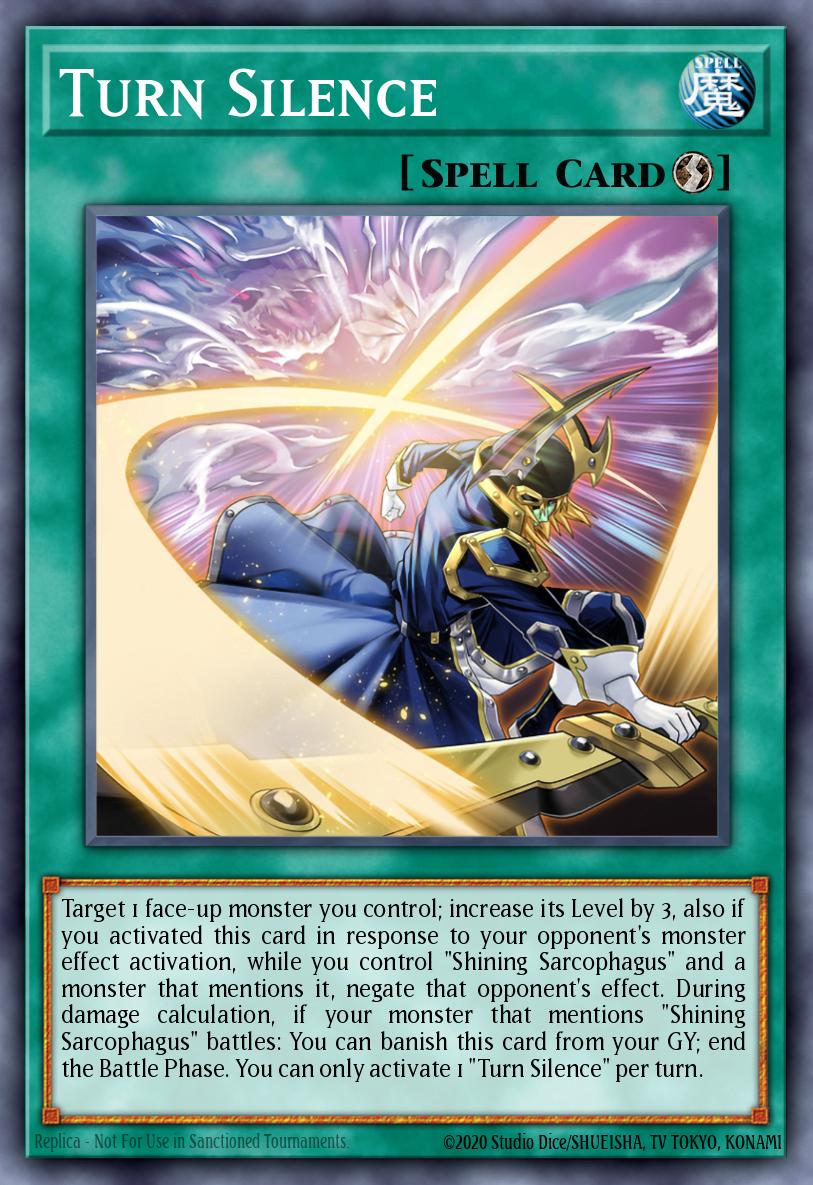 Turn Silence
SPELL
魔
[Spell Card]
Target 1 face-up monster you control; increase its Level by 3, also if
you activated this card in response to your opponent's monster
effect activation, while you control "Shining Sarcophagus" and a
monster that mentions it, negate that opponent's effect. During
damage calculation, if your monster that mentions "Shining
Sarcophagus" battles: You can banish this card from your GY; end
the Battle Phase. You can only activate 1 "Turn Silence" per turn.
Replica - Not For Use in Sanctioned Tournaments.
©2020 Studio Dice/SHUEISHA, TV TOKYO, KONAMI